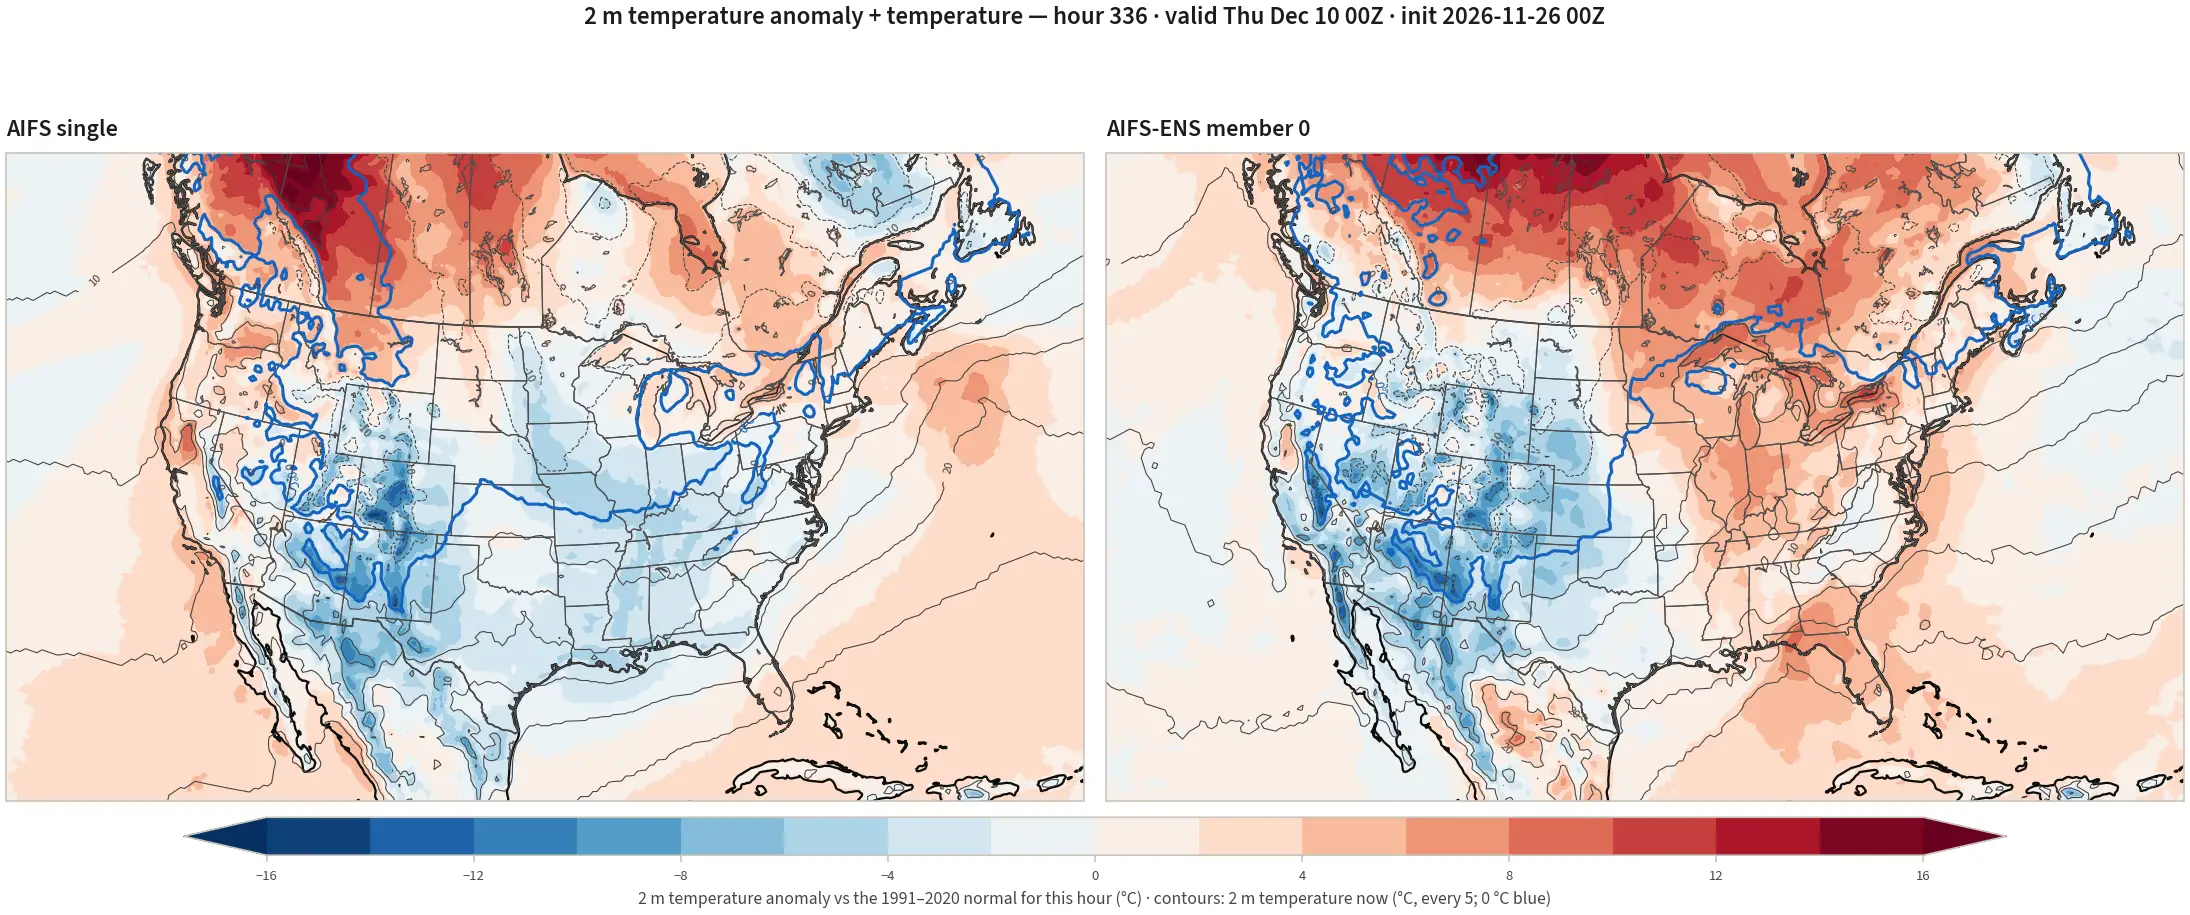 2 m temperature anomaly + temperature — hour 336 · valid Thu Dec 10 00Z · init 2026-11-26 00Z
AIFS single
AIFS-ENS member 0
10
20
10
10
−16 −12 −8 −4 0 4 8 12 16
2 m temperature anomaly vs the 1991–2020 normal for this hour (°C) · contours: 2 m temperature now (°C, every 5; 0 °C blue)